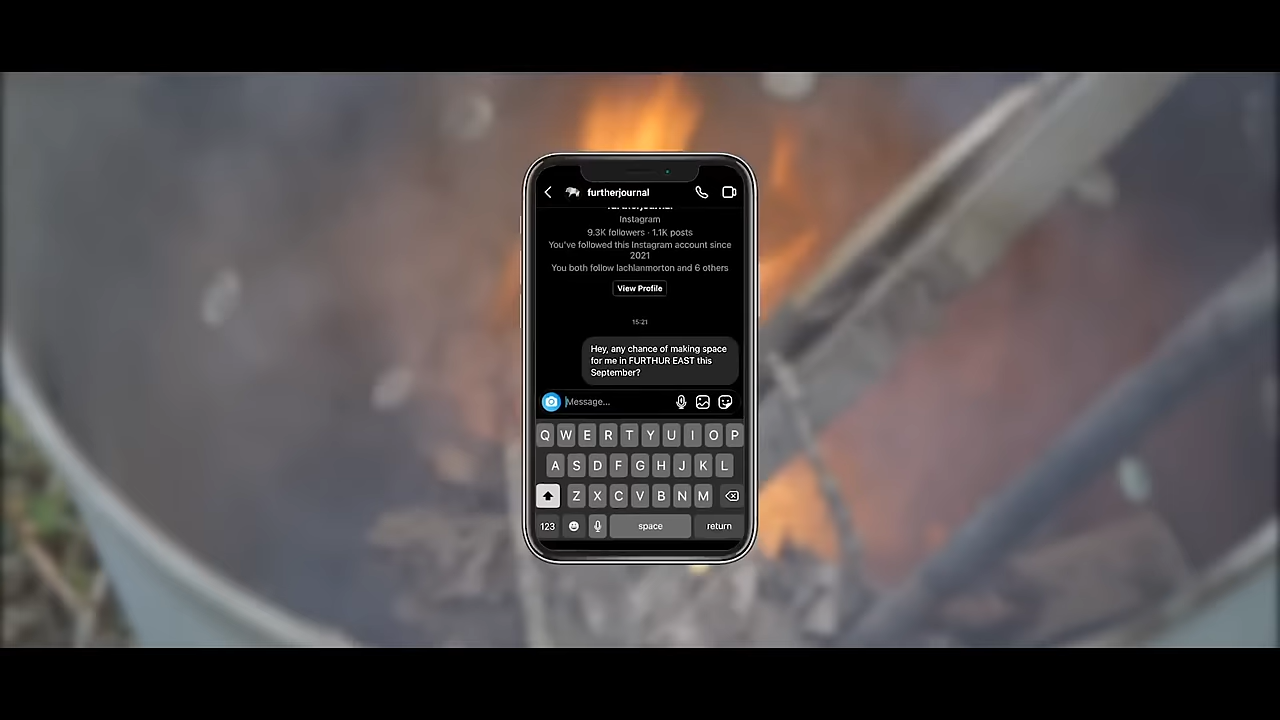 furtherjournal
Instagram
9.3K followers · 1.1K posts
You've followed this Instagram account since
2021
You both follow lachlanmorton and 6 others
View Profile
15:21
Hey, any chance of making space
for me in FURTHUR EAST this
September?
Message...
Q W E R T Y U I O P
A S D F G H J K L
Z X C V B N M
123 space return